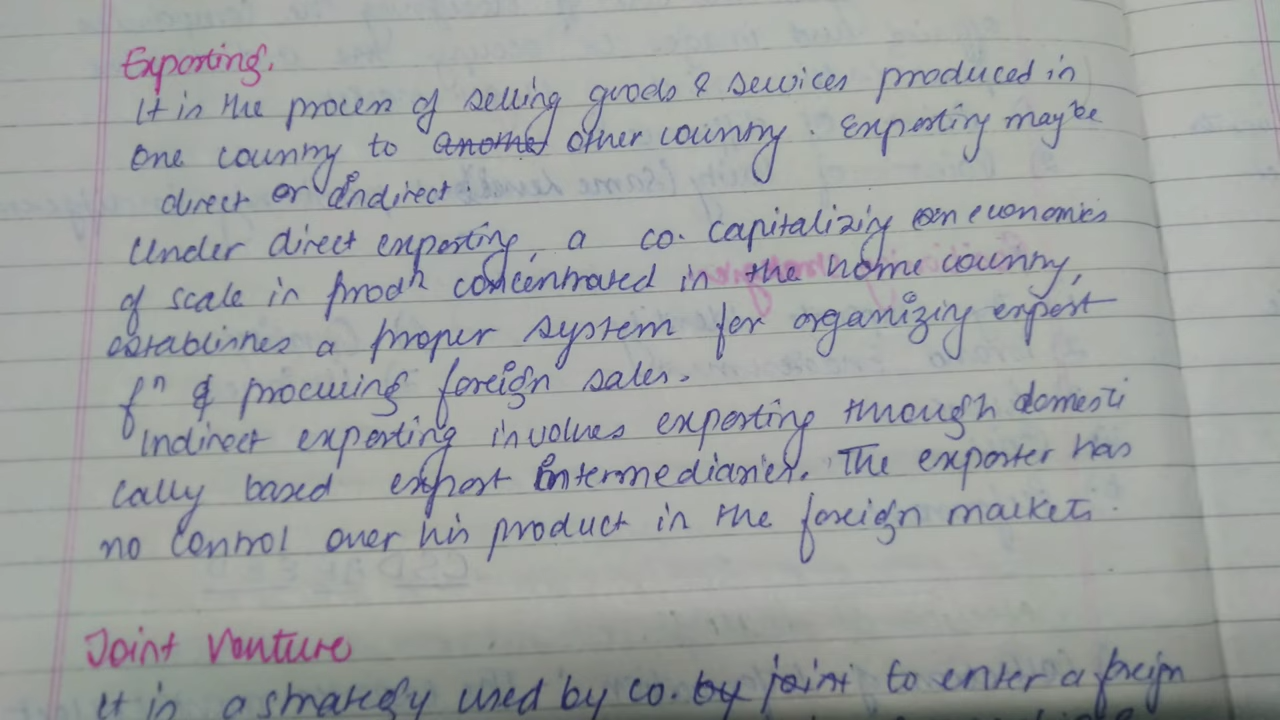 Exporting.
It is the process of selling goods & services produced in
one country to another other country. Exporting may be
direct or indirect.
Under direct exporting, a co. capitalizing on economics
of scale in prodn concentrated in the home country,
establishes a proper system for organizing export
fn & procuring foreign sales.
Indirect exporting involves exporting through domesti
cally based export intermediaries. The exporter has
no control over his product in the foreign market.
Joint Venture
It is a strategy used by co. by joint to enter a foreign